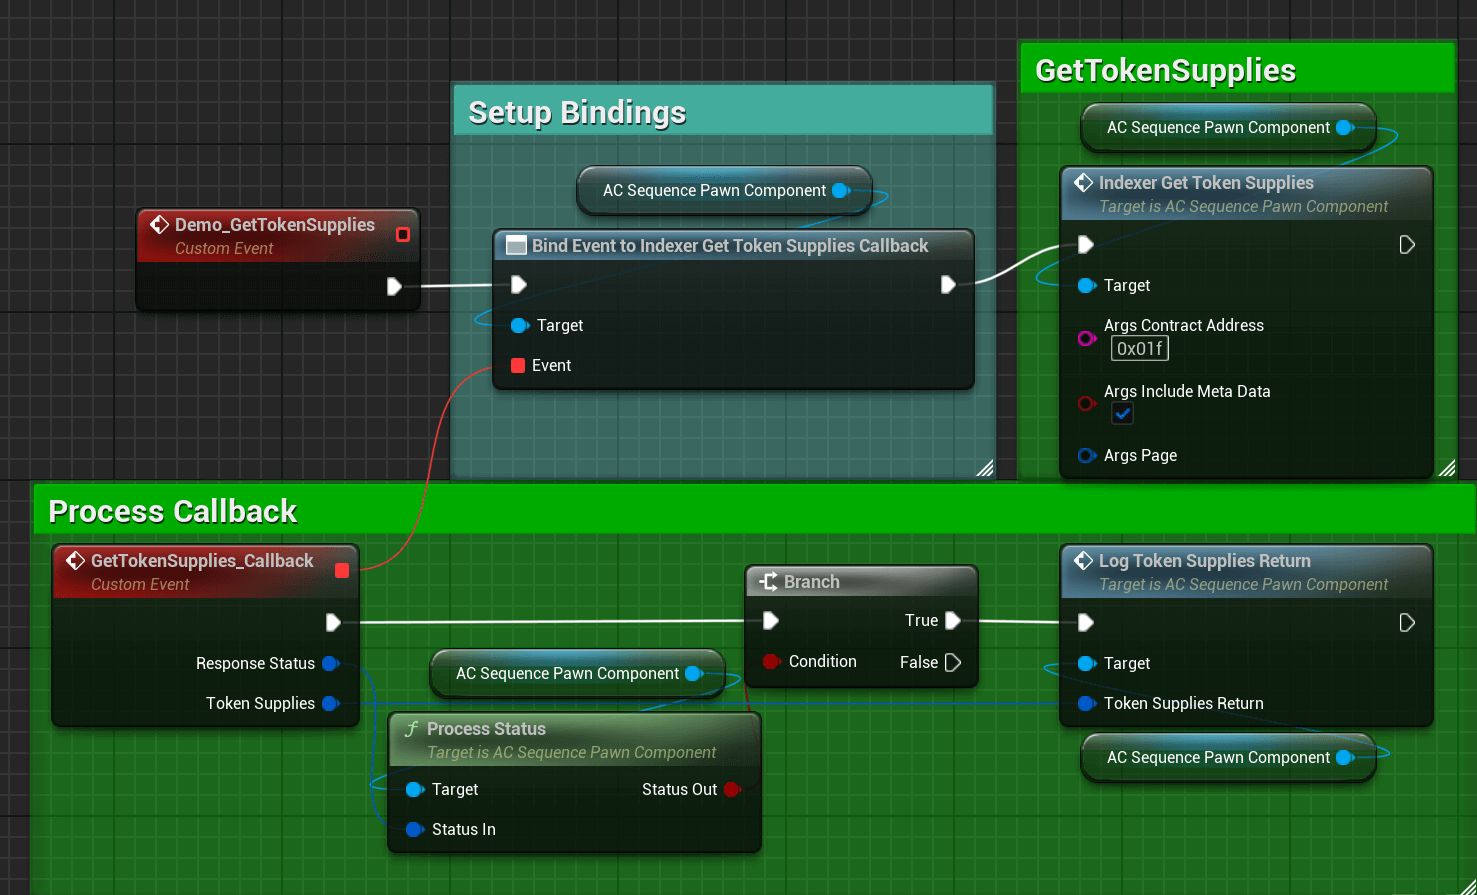 GetTokenSupplies
AC Sequence Pawn Component
Indexer Get Token Supplies
Target is AC Sequence Pawn Component
Target
Args Contract Address
0x01f
Args Include Meta Data
Args Page
Setup Bindings
AC Sequence Pawn Component
Bind Event to Indexer Get Token Supplies Callback
Target
Event
Demo_GetTokenSupplies
Custom Event
Process Callback
GetTokenSupplies_Callback
Custom Event
Response Status
Token Supplies
AC Sequence Pawn Component
Process Status
Target is AC Sequence Pawn Component
Target Status Out
Status In
Branch
True
Condition False
Log Token Supplies Return
Target is AC Sequence Pawn Component
Target
Token Supplies Return
AC Sequence Pawn Component